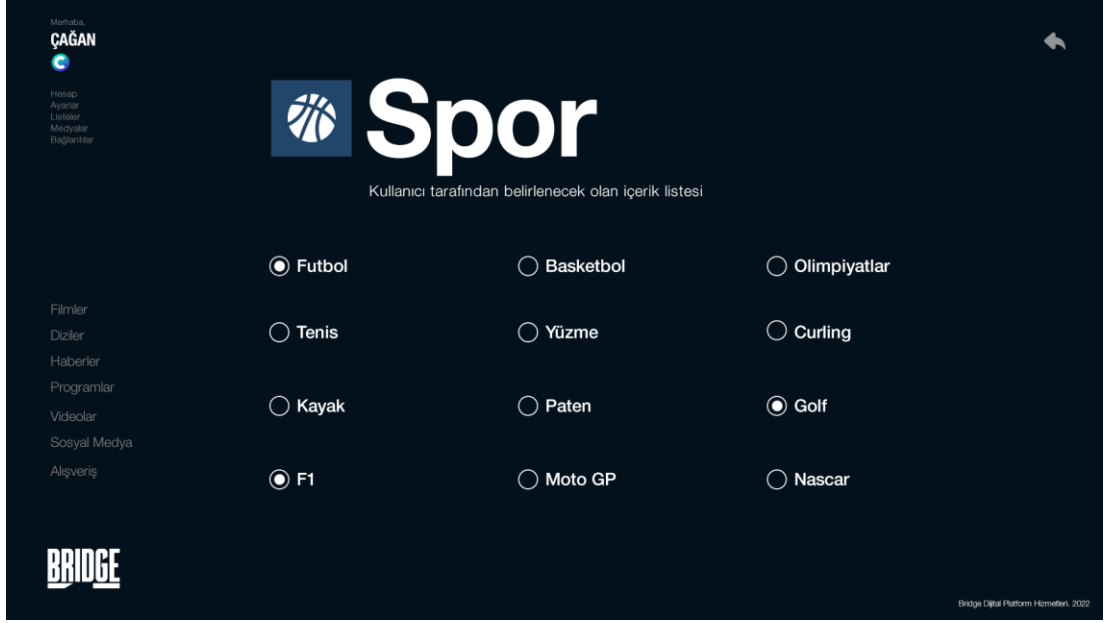 Merhaba,
ÇAĞAN
C
Hesap
Ayarlar
Listeler
Medyalar
Bağlantılar
Spor
Kullanıcı tarafından belirlenecek olan içerik listesi
Futbol
Basketbol
Olimpiyatlar
Tenis
Yüzme
Curling
Kayak
Paten
Golf
F1
Moto GP
Nascar
Filmler
Diziler
Haberler
Programlar
Videolar
Sosyal Medya
Alışveriş
BRIDGE
Bridge Dijital Platform Hizmetleri. 2022